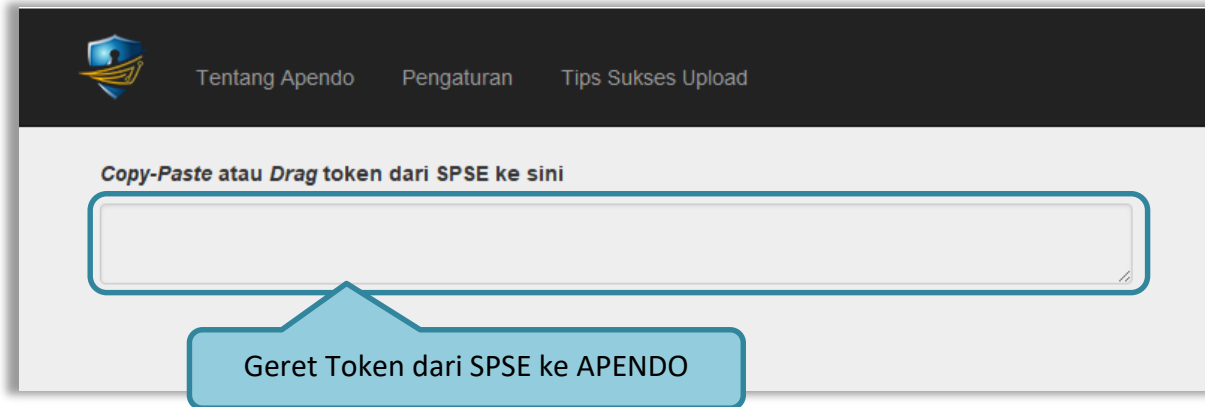 Tentang Apendo Pengaturan Tips Sukses Upload
Copy-Paste atau Drag token dari SPSE ke sini
Geret Token dari SPSE ke APENDO